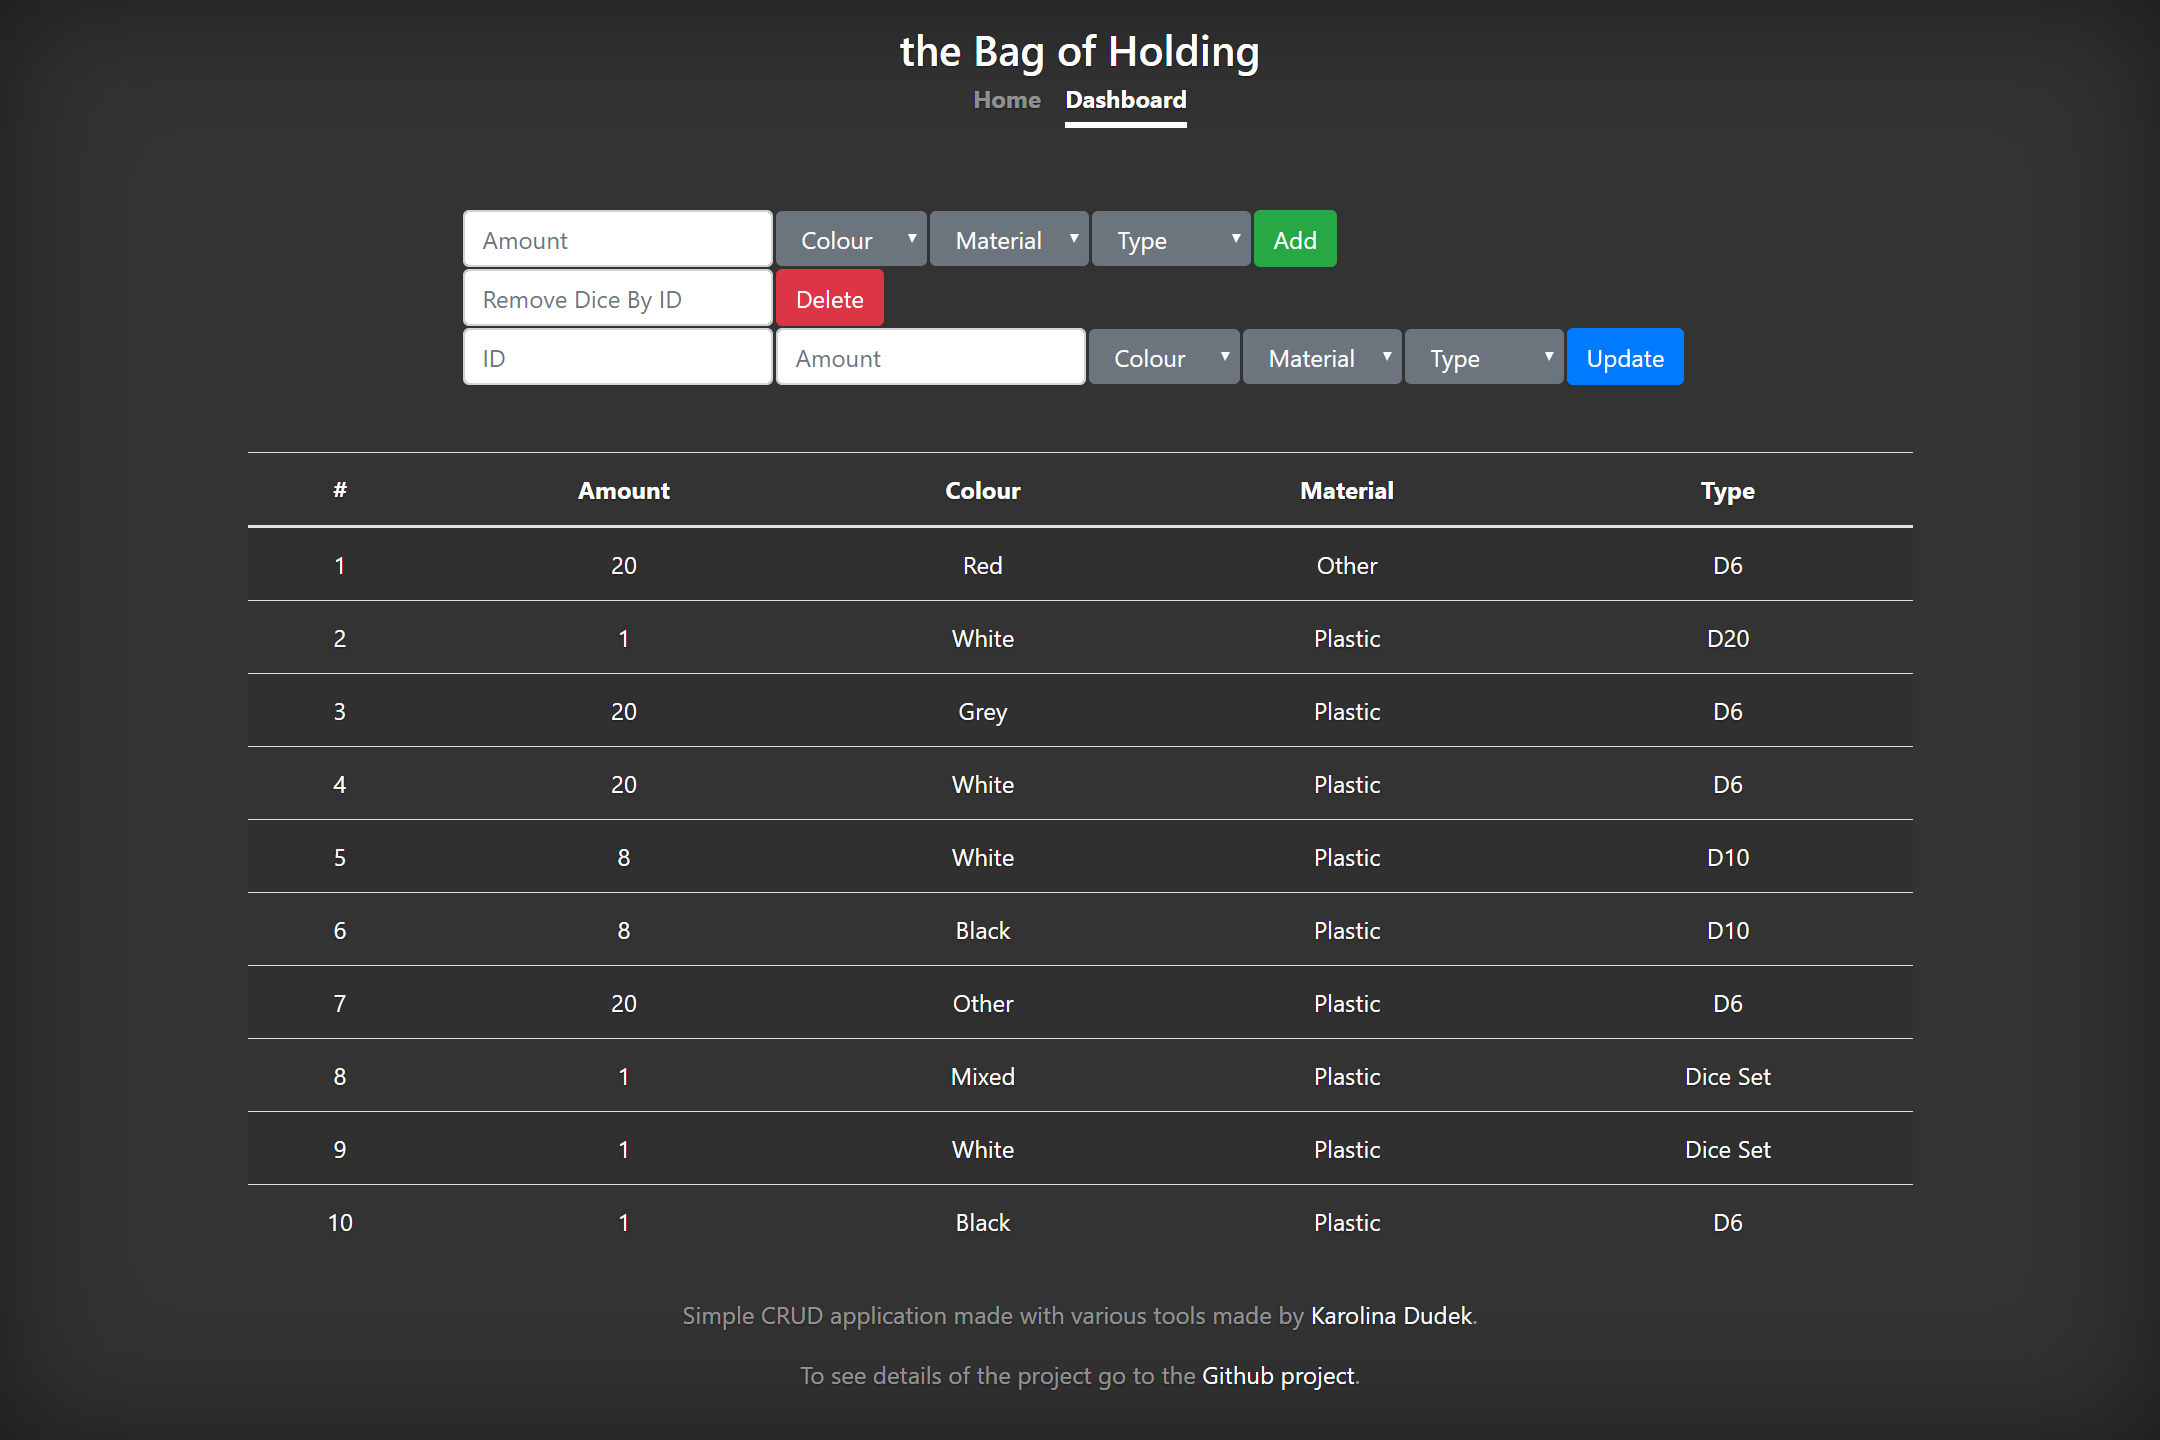 the Bag of Holding
Home Dashboard
Amount Colour Material Type Add
Remove Dice By ID Delete
ID Amount Colour Material Type Update
# Amount Colour Material Type
1 20 Red Other D6
2 1 White Plastic D20
3 20 Grey Plastic D6
4 20 White Plastic D6
5 8 White Plastic D10
6 8 Black Plastic D10
7 20 Other Plastic D6
8 1 Mixed Plastic Dice Set
9 1 White Plastic Dice Set
10 1 Black Plastic D6
Simple CRUD application made with various tools made by Karolina Dudek.
To see details of the project go to the Github project.